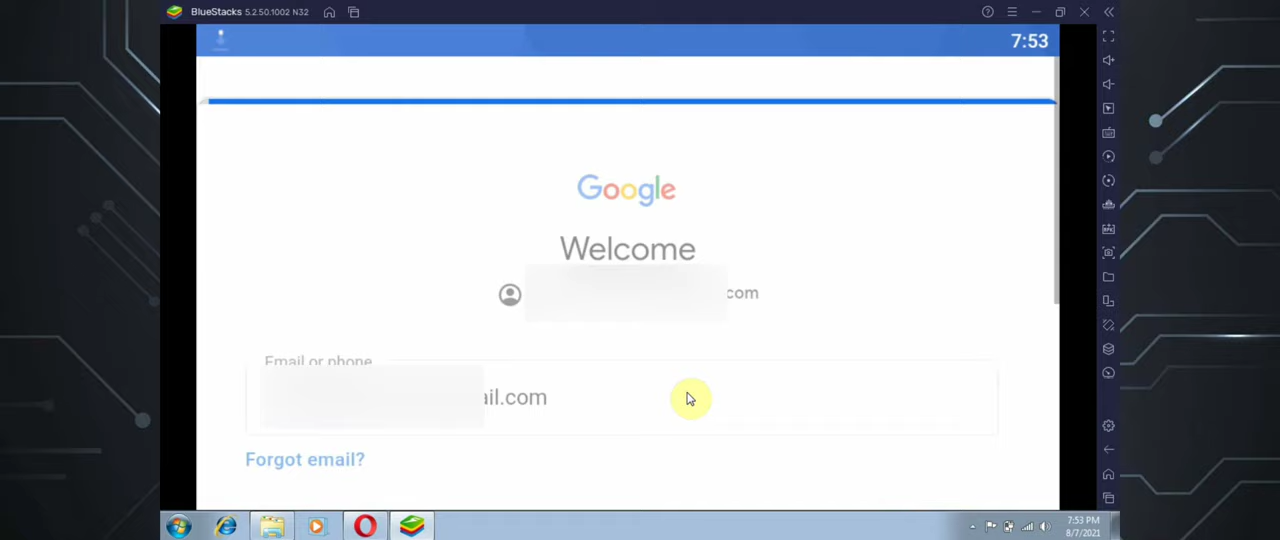 BlueStacks 5.2.50.1002 N32
7:53
Google
Welcome
com
Email or phone
ail.com
Forgot email?
7:53 PM
8/7/2021